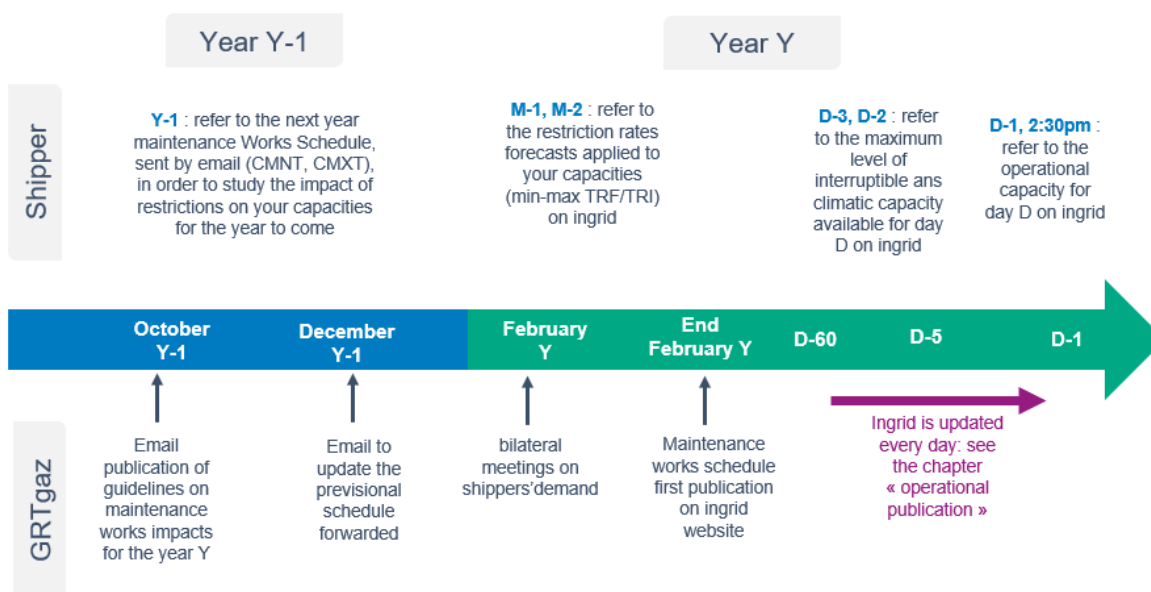 Year Y-1
Year Y
Shipper
Y-1 : refer to the next year
maintenance Works Schedule,
sent by email (CMNT, CMXT),
in order to study the impact of
restrictions on your capacities
for the year to come
M-1, M-2 : refer to
the restriction rates
forecasts applied to
your capacities
(min-max TRF/TRI)
on ingrid
D-3, D-2 : refer
to the maximum
level of
interruptible ans
climatic capacity
available for day
D on ingrid
D-1, 2:30pm :
refer to the
operational
capacity for
day D on ingrid
October
Y-1
December
Y-1
February
Y
End
February Y
D-60
D-5
D-1
GRTgaz
Email
publication of
guidelines on
maintenance
works impacts
for the year Y
Email to
update the
previsional
schedule
forwarded
bilateral
meetings on
shippers'demand
Maintenance
works schedule
first publication
on ingrid
website
Ingrid is updated
every day: see
the chapter
« operational
publication »